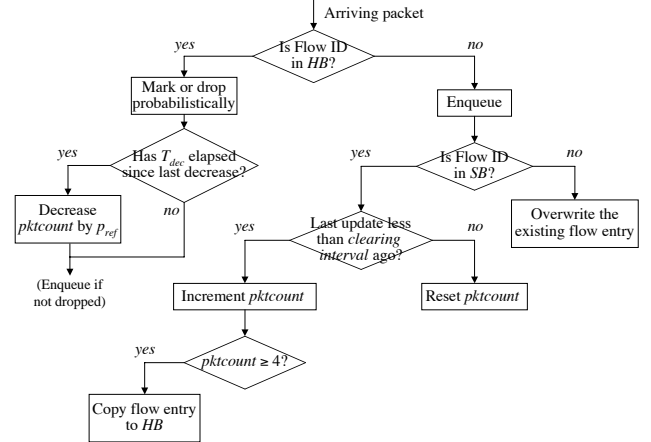 Arriving packet
Is Flow ID
in HB?
yes
no
Mark or drop
probabilistically
Enqueue
Has T_dec elapsed
since last decrease?
yes
no
Is Flow ID
in SB?
yes
no
Decrease
pktcount by p_ref
Overwrite the
existing flow entry
Last update less
than clearing
interval ago?
yes
no
(Enqueue if
not dropped)
Increment pktcount
Reset pktcount
pktcount ≥ 4?
yes
Copy flow entry
to HB